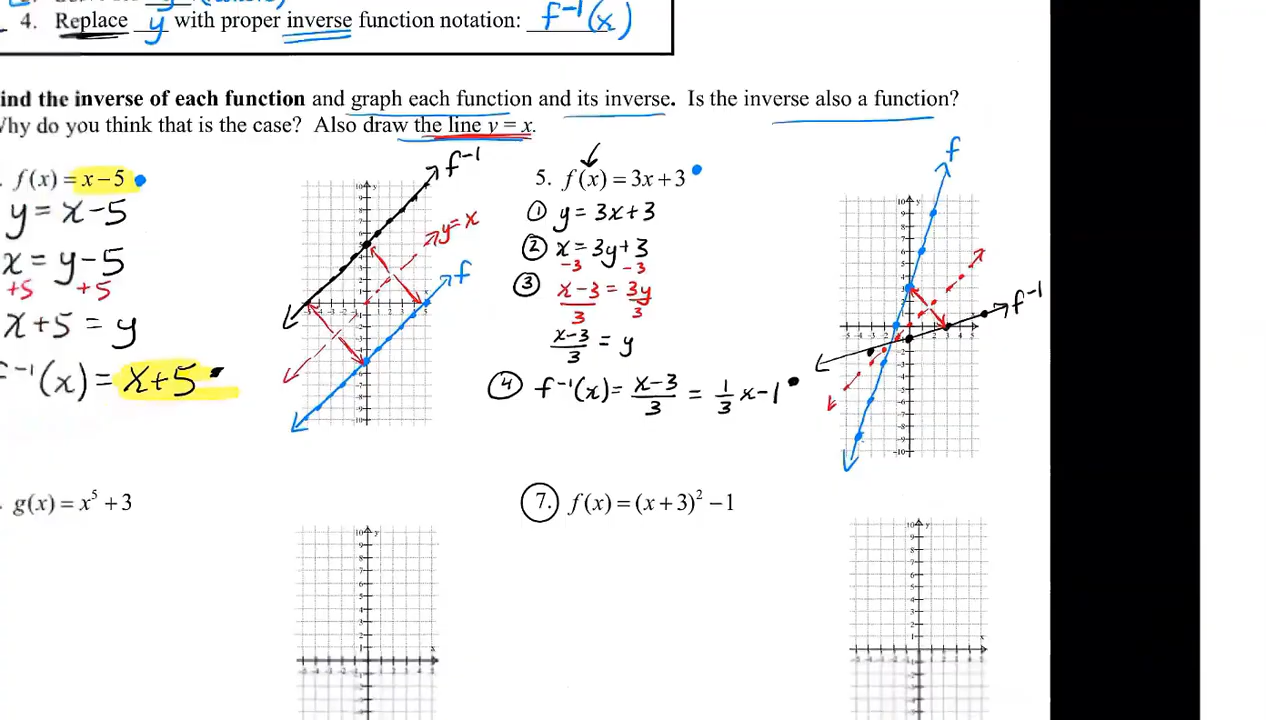 4. Replace y with proper inverse function notation: f⁻¹(x)
ind the inverse of each function and graph each function and its inverse. Is the inverse also a function?
Why do you think that is the case? Also draw the line y = x.
f(x) = x − 5
y = x − 5
x = y − 5
+5 +5
x + 5 = y
f⁻¹(x) = x + 5
f⁻¹
y = x
f
5. f(x) = 3x + 3
① y = 3x + 3
② x = 3y + 3
−3 −3
③ x − 3 = 3y
3 3
x−3/3 = y
④ f⁻¹(x) = x−3/3 = 1/3 x − 1
f
f⁻¹
g(x) = x⁵ + 3
7. f(x) = (x + 3)² − 1